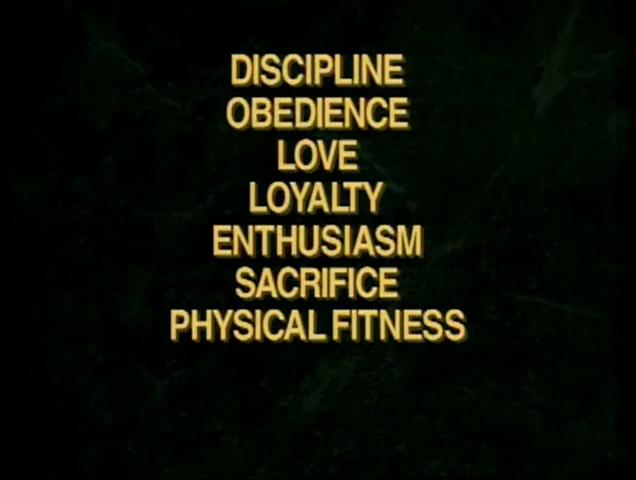 DISCIPLINE
OBEDIENCE
LOVE
LOYALTY
ENTHUSIASM
SACRIFICE
PHYSICAL FITNESS